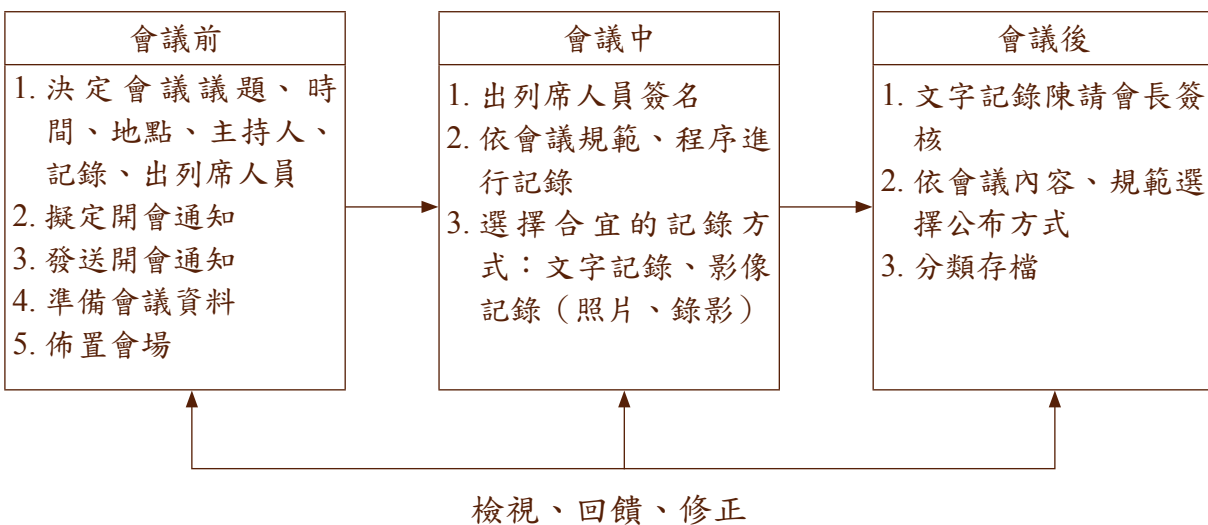 會議前
1. 決定會議議題、時
間、地點、主持人、
記錄、出列席人員
2. 擬定開會通知
3. 發送開會通知
4. 準備會議資料
5. 佈置會場
會議中
1. 出列席人員簽名
2. 依會議規範、程序進
行記錄
3. 選擇合宜的記錄方
式：文字記錄、影像
記錄（照片、錄影）
會議後
1. 文字記錄陳請會長簽
核
2. 依會議內容、規範選
擇公布方式
3. 分類存檔
檢視、回饋、修正